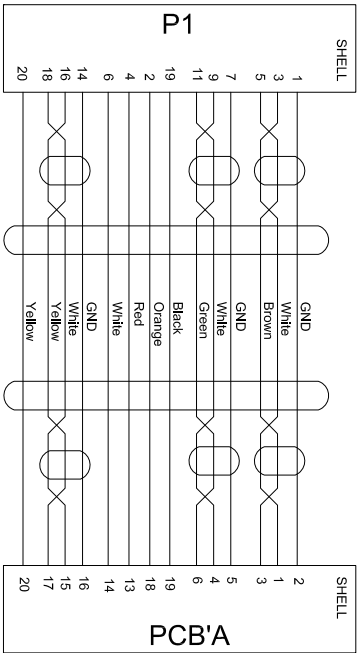 P1
SHELL
1
3
5
7
9
11
19
2
4
6
14
16
18
20
GND
White
Brown
GND
White
Green
Black
Orange
Red
White
GND
White
Yellow
Yellow
SHELL
2
1
3
5
4
6
19
18
13
14
16
15
17
20
PCB'A